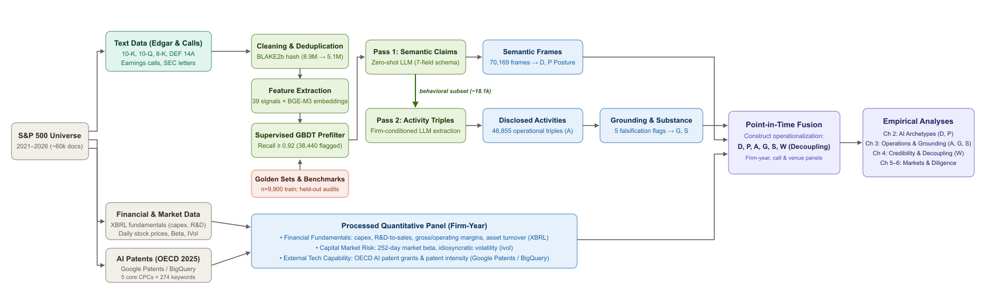 S&P 500 Universe
2021–2026 (~60k docs)
Text Data (Edgar & Calls)
10-K, 10-Q, 8-K, DEF 14A
Earnings calls, SEC letters
Financial & Market Data
XBRL fundamentals (capex, R&D)
Daily stock prices, Beta, IVol
AI Patents (OECD 2025)
Google Patents / BigQuery
5 core CPCs + 274 keywords
Cleaning & Deduplication
BLAKE2b hash (8.9M → 5.1M)
Feature Extraction
39 signals + BGE-M3 embeddings
Supervised GBDT Prefilter
Recall ≥ 0.92 (38,440 flagged)
Golden Sets & Benchmarks
n=9,900 train; held-out audits
Pass 1: Semantic Claims
Zero-shot LLM (7-field schema)
behavioral subset (~18.1k)
Pass 2: Activity Triples
Firm-conditioned LLM extraction
Semantic Frames
70,169 frames → D, P Posture
Disclosed Activities
46,855 operational triples (A)
Grounding & Substance
5 falsification flags → G, S
Processed Quantitative Panel (Firm-Year)
• Financial Fundamentals: capex, R&D-to-sales, gross/operating margins, asset turnover (XBRL)
• Capital Market Risk: 252-day market beta, idiosyncratic volatility (ivol)
• External Tech Capability: OECD AI patent grants & patent intensity (Google Patents / BigQuery)
Point-in-Time Fusion
Construct operationalization:
D, P, A, G, S, W (Decoupling)
Firm-year, call & venue panels
Empirical Analyses
Ch 2: AI Archetypes (D, P)
Ch 3: Operations & Grounding (A, G, S)
Ch 4: Credibility & Decoupling (W)
Ch 5–6: Markets & Diligence